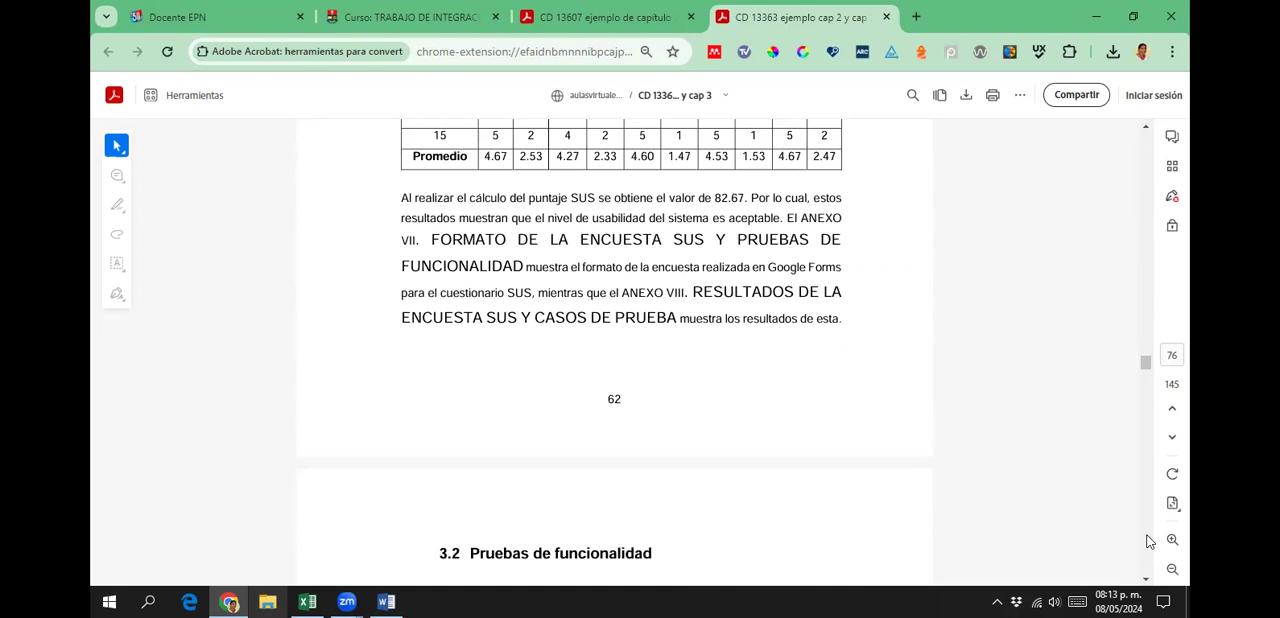 Docente EPN
Curso: TRABAJO DE INTEGRAC
CD 13607 ejemplo de capítulo
CD 13363 ejemplo cap 2 y cap
Adobe Acrobat: herramientas para convert
chrome-extension://efaidnbmnnnibpcajp...
Herramientas
aulasvirtuale... / CD 1336... y cap 3
Compartir
Iniciar sesión
15 5 2 4 2 5 1 5 1 5 2
Promedio 4.67 2.53 4.27 2.33 4.60 1.47 4.53 1.53 4.67 2.47
Al realizar el cálculo del puntaje SUS se obtiene el valor de 82.67. Por lo cual, estos
resultados muestran que el nivel de usabilidad del sistema es aceptable. El ANEXO
VII. FORMATO DE LA ENCUESTA SUS Y PRUEBAS DE
FUNCIONALIDAD muestra el formato de la encuesta realizada en Google Forms
para el cuestionario SUS, mientras que el ANEXO VIII. RESULTADOS DE LA
ENCUESTA SUS Y CASOS DE PRUEBA muestra los resultados de esta.
62
3.2 Pruebas de funcionalidad
76
145
08:13 p. m.
08/05/2024